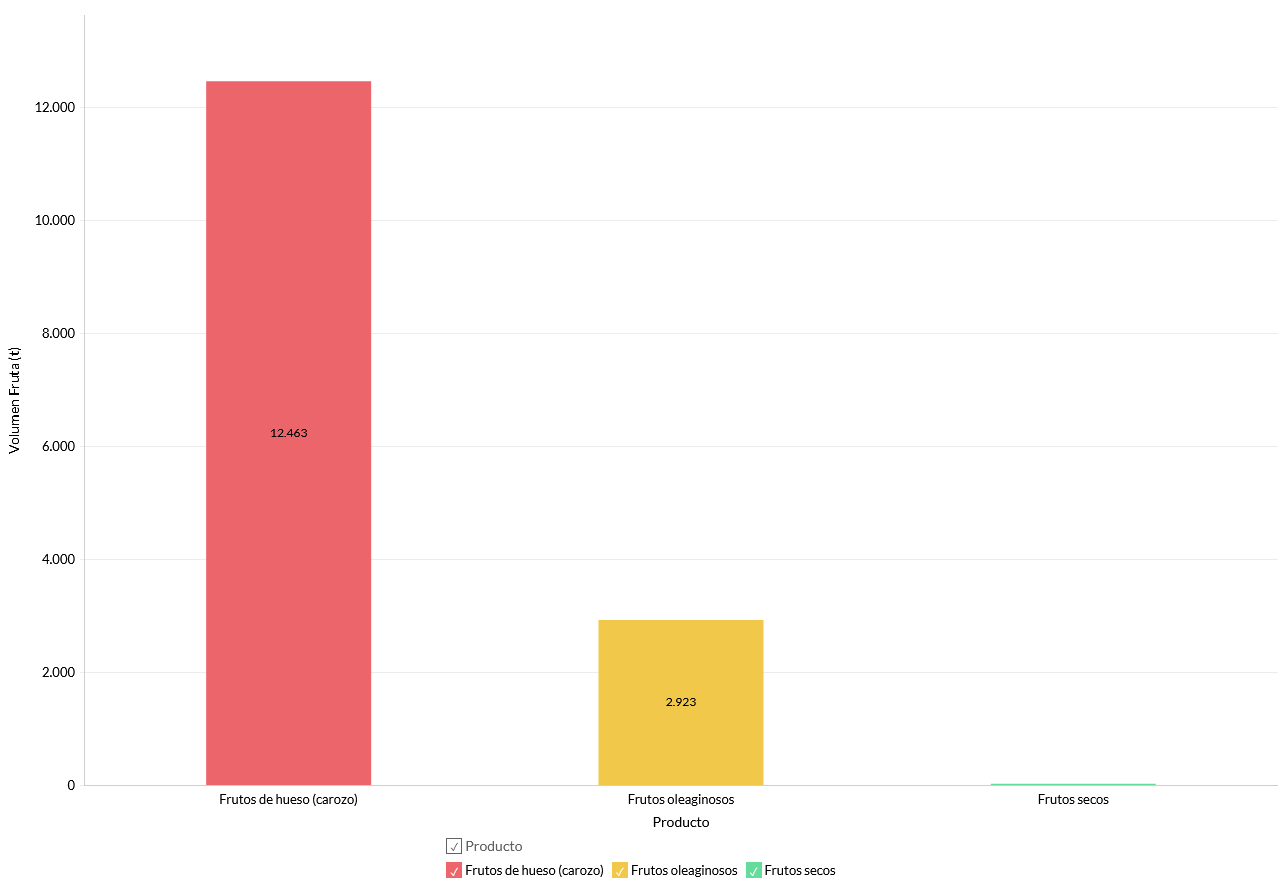 Volumen Fruta (t)
12.000
10.000
8.000
6.000
4.000
2.000
0
12.463
2.923
Frutos de hueso (carozo)
Frutos oleaginosos
Frutos secos
Producto
Producto
Frutos de hueso (carozo) Frutos oleaginosos Frutos secos